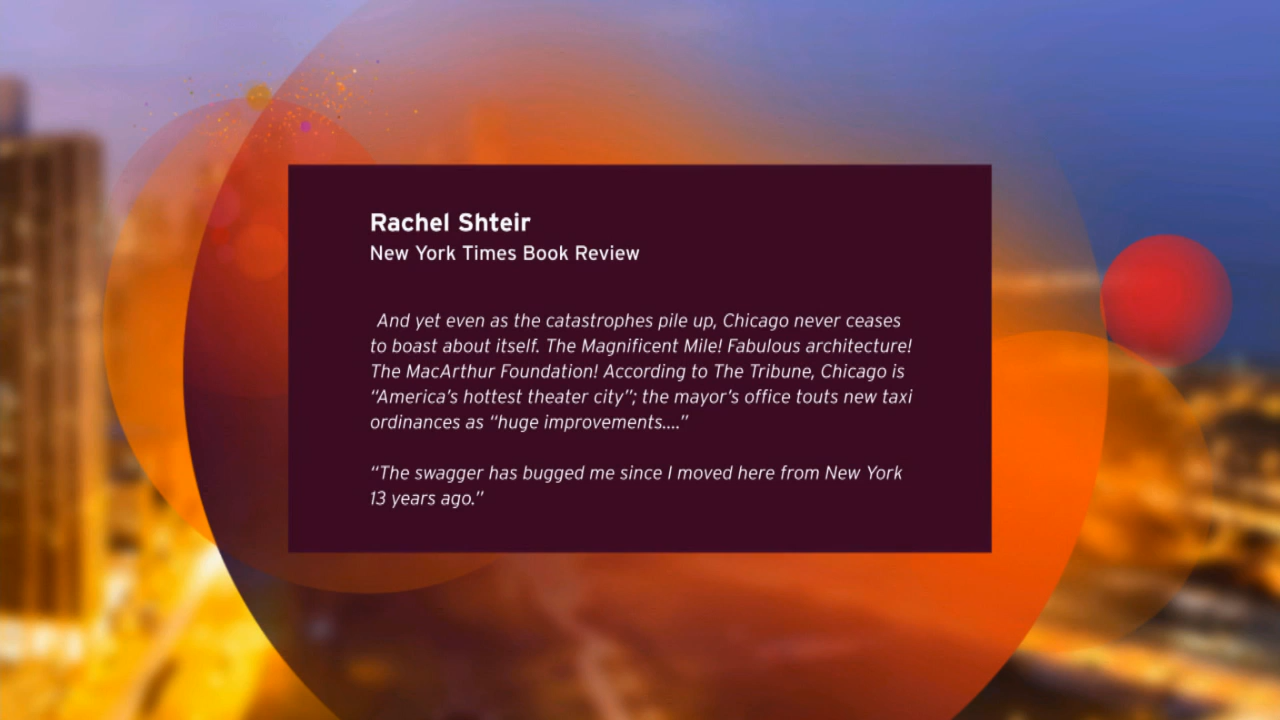 Rachel Shteir
New York Times Book Review
And yet even as the catastrophes pile up, Chicago never ceases
to boast about itself. The Magnificent Mile! Fabulous architecture!
The MacArthur Foundation! According to The Tribune, Chicago is
“America’s hottest theater city”; the mayor’s office touts new taxi
ordinances as “huge improvements....”
“The swagger has bugged me since I moved here from New York
13 years ago.”